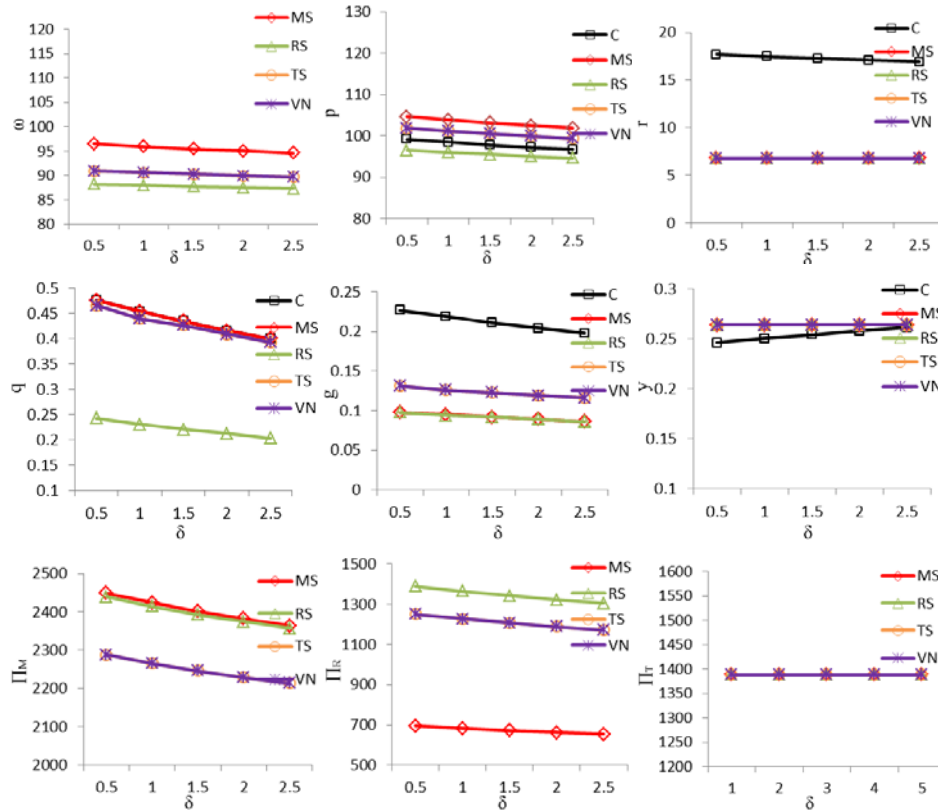 120
115
110
105
100
95
90
85
80
ω
0.5 1 1.5 2 2.5
δ
MS
RS
TS
VN
130
120
110
100
90
80
p
0.5 1 1.5 2 2.5
δ
C
MS
RS
TS
VN
20
15
10
5
0
r
0.5 1 1.5 2 2.5
δ
C
MS
RS
TS
VN
0.5
0.45
0.4
0.35
0.3
0.25
0.2
0.15
0.1
q
0.5 1 1.5 2 2.5
δ
C
MS
RS
TS
VN
0.25
0.2
0.15
0.1
0.05
0
g
0.5 1 1.5 2 2.5
δ
C
MS
RS
TS
VN
0.3
0.25
0.2
0.15
0.1
y
0.5 1 1.5 2 2.5
δ
C
MS
RS
TS
VN
2500
2400
2300
2200
2100
2000
Π_M
0.5 1 1.5 2 2.5
δ
MS
RS
TS
VN
1500
1300
1100
900
700
500
Π_R
0.5 1 1.5 2 2.5
δ
MS
RS
TS
VN
1600
1550
1500
1450
1400
1350
1300
1250
1200
Π_T
1 2 3 4 5
δ
MS
RS
TS
VN